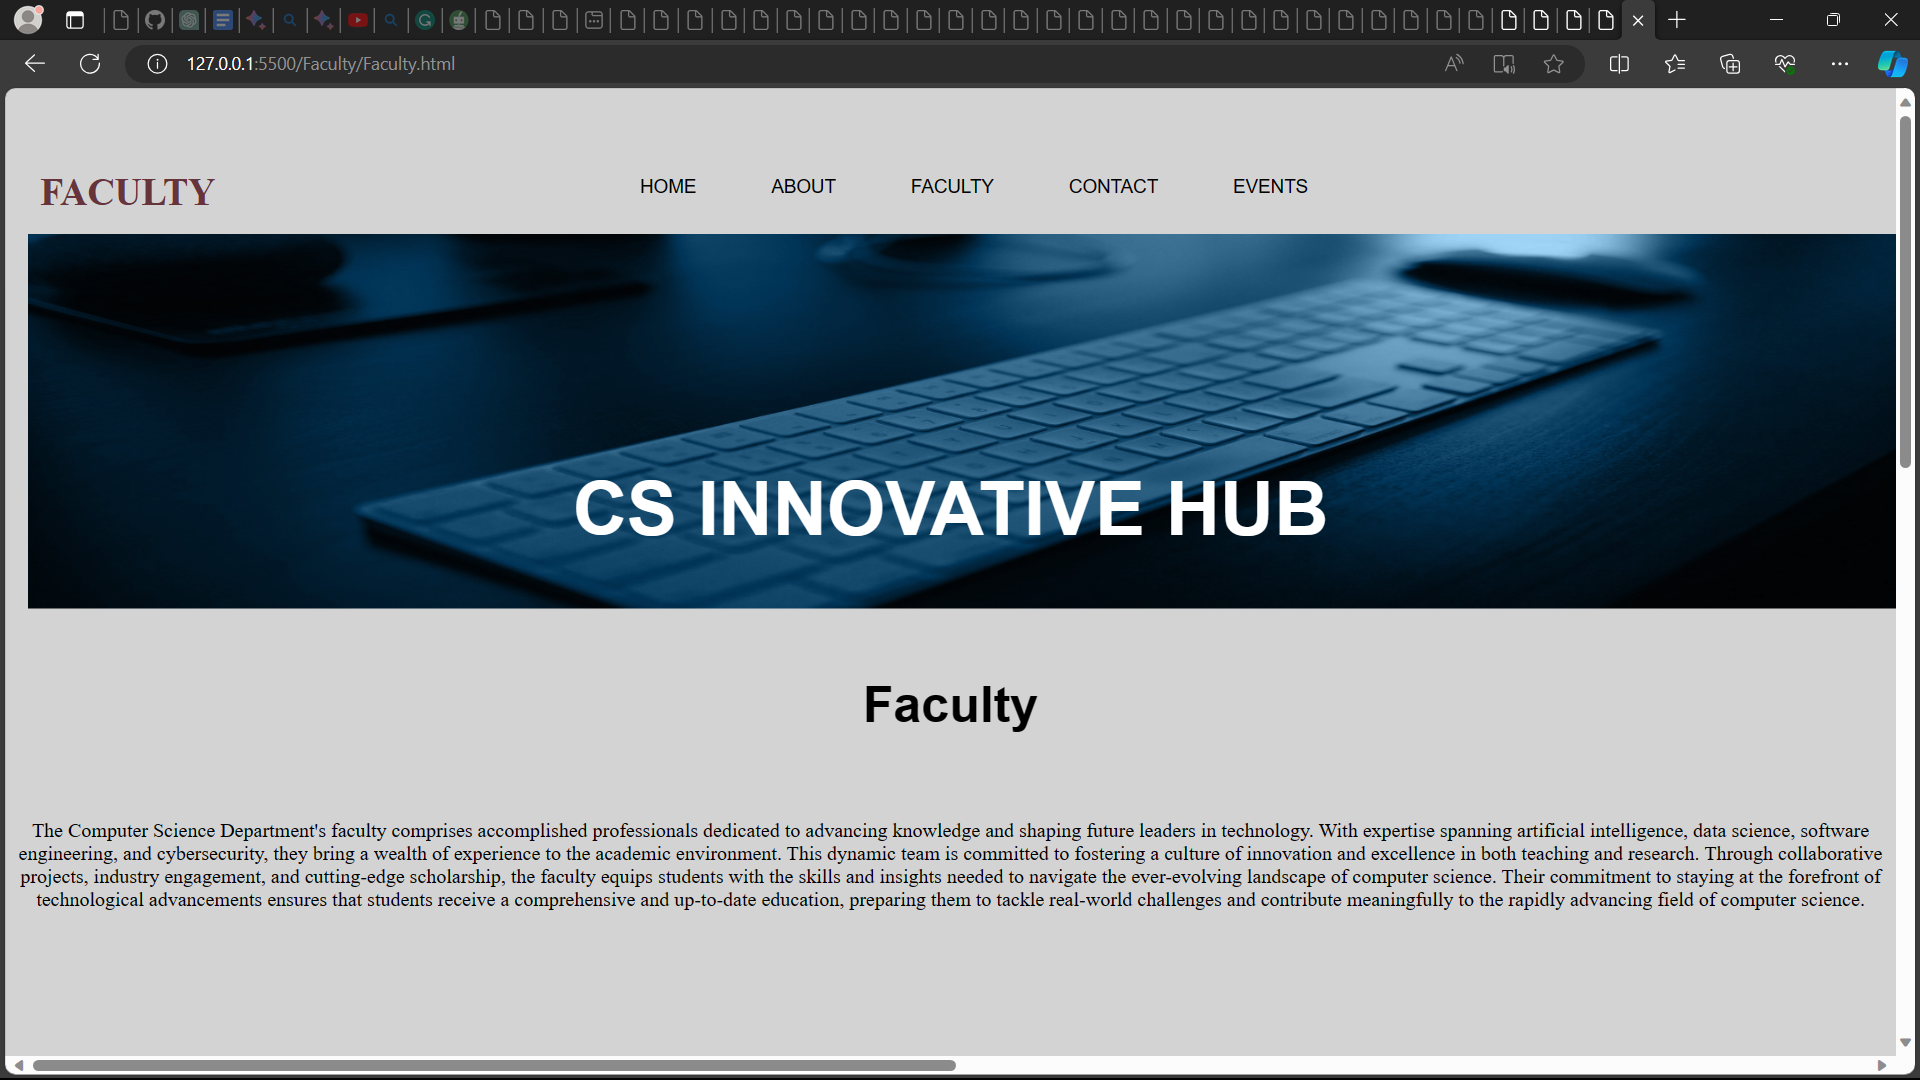 127.0.0.1:5500/Faculty/Faculty.html
FACULTY
HOME ABOUT FACULTY CONTACT EVENTS
CS INNOVATIVE HUB
Faculty
The Computer Science Department's faculty comprises accomplished professionals dedicated to advancing knowledge and shaping future leaders in technology. With expertise spanning artificial intelligence, data science, software
engineering, and cybersecurity, they bring a wealth of experience to the academic environment. This dynamic team is committed to fostering a culture of innovation and excellence in both teaching and research. Through collaborative
projects, industry engagement, and cutting-edge scholarship, the faculty equips students with the skills and insights needed to navigate the ever-evolving landscape of computer science. Their commitment to staying at the forefront of
technological advancements ensures that students receive a comprehensive and up-to-date education, preparing them to tackle real-world challenges and contribute meaningfully to the rapidly advancing field of computer science.